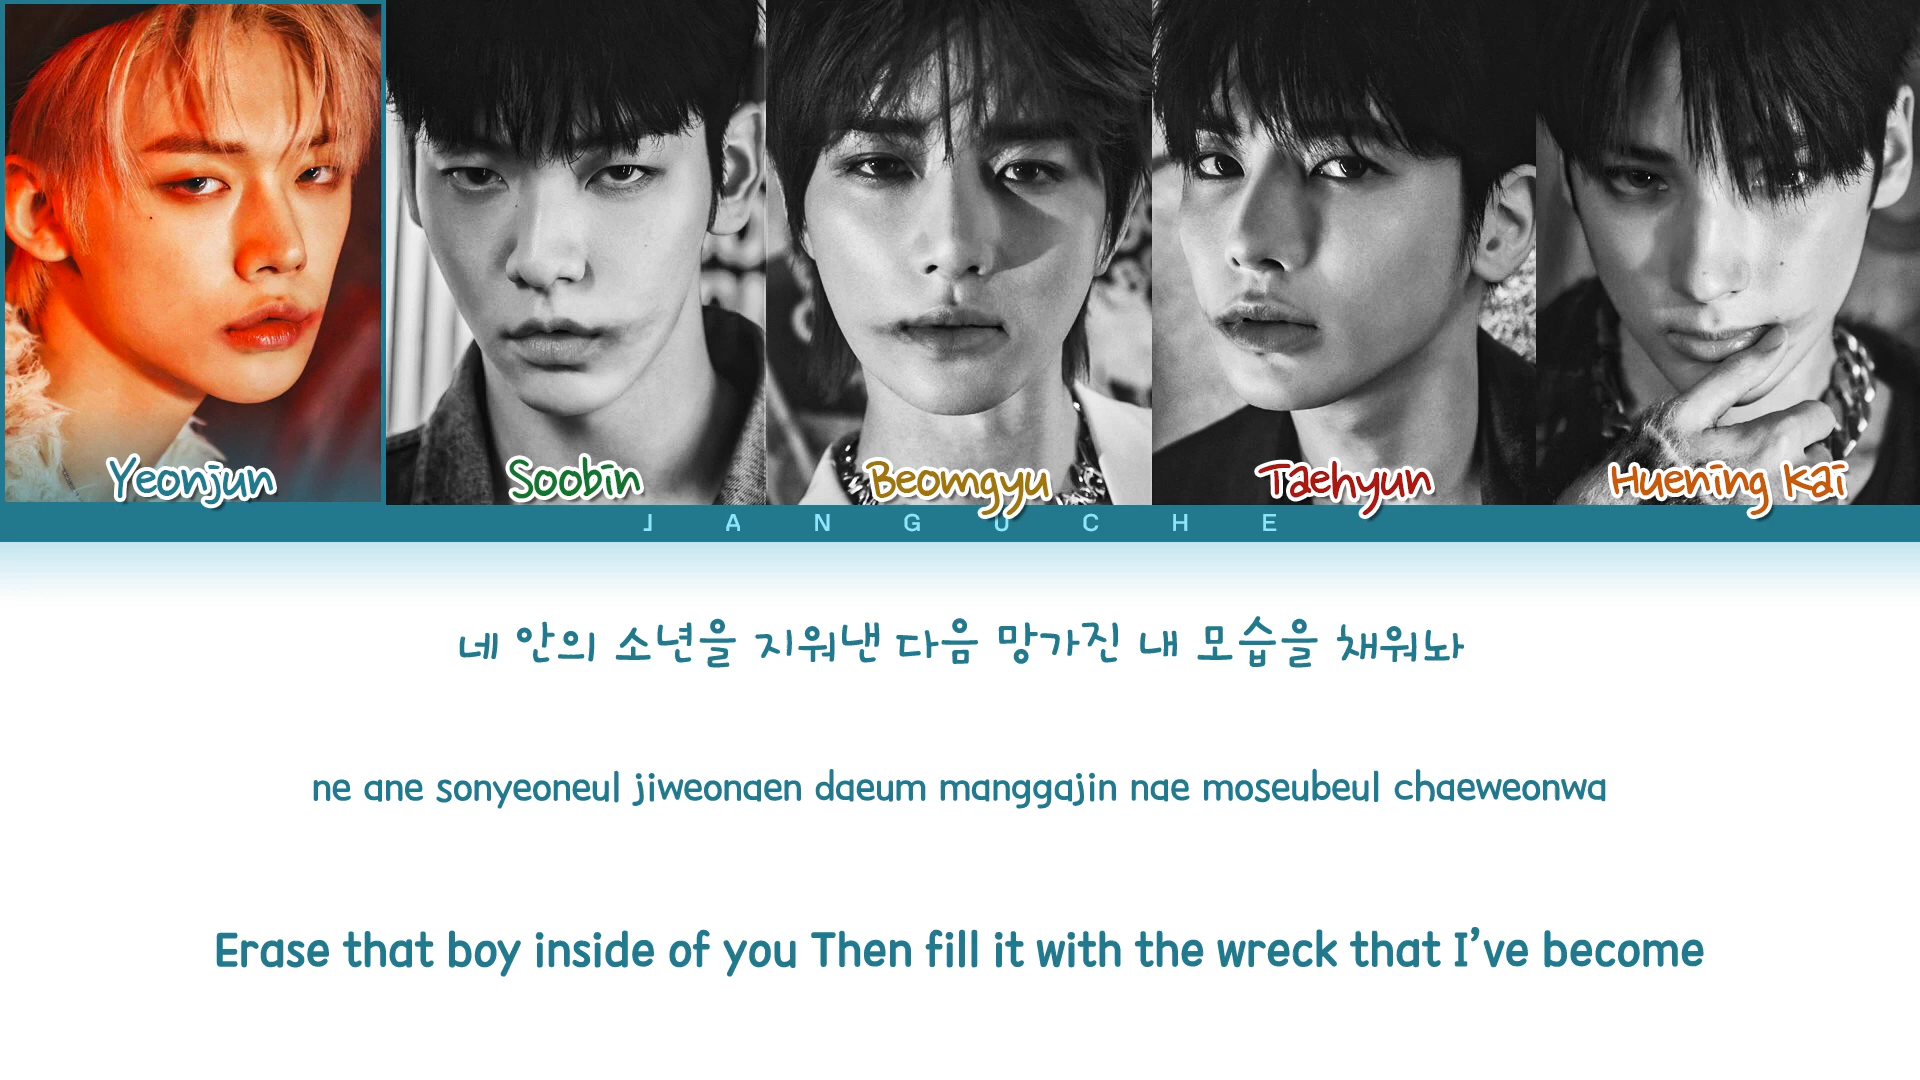 Yeonjun Soobin Beomgyu Taehyun Huening Kai
JANGUCHE
네 안의 소년을 지워낸 다음 망가진 내 모습을 채워놔
ne ane sonyeoneul jiweonaen daeum manggajin nae moseubeul chaeweonwa
Erase that boy inside of you Then fill it with the wreck that I've become